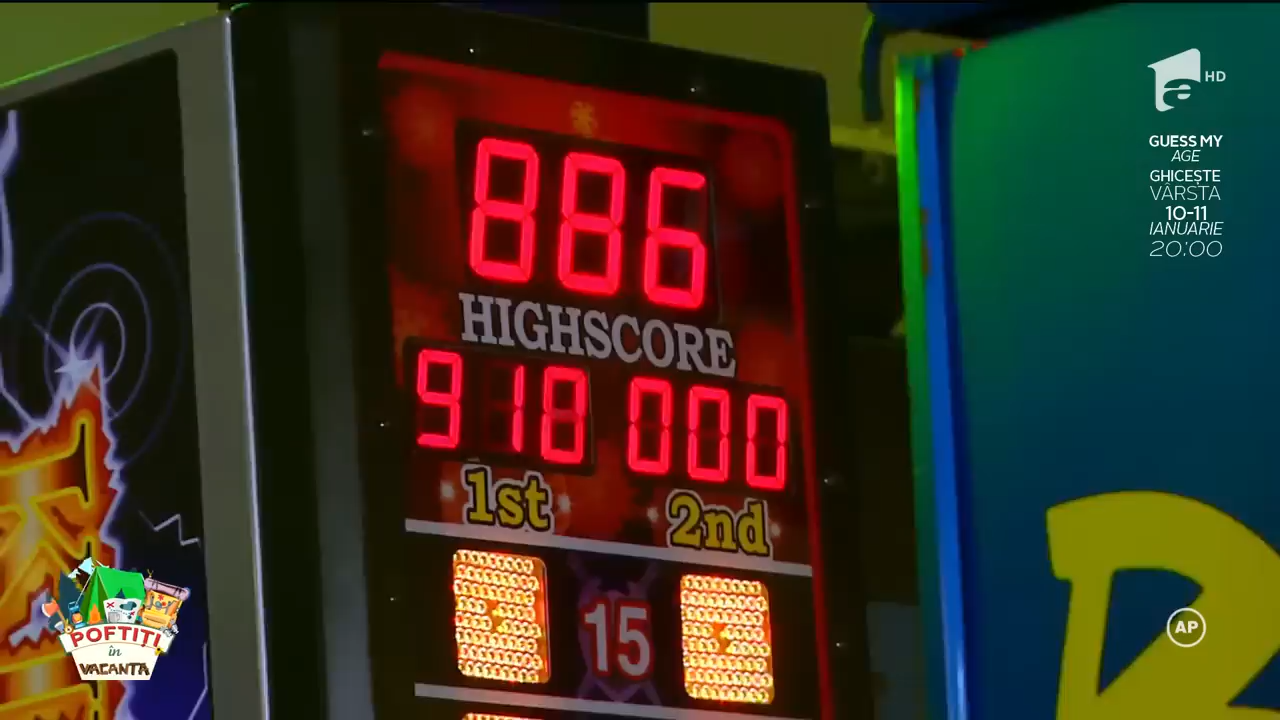 886
HIGHSCORE
918 000
1st 2nd
15
HD
GUESS MY
AGE
GHICEȘTE
VÂRSTA
10-11
IANUARIE
20:00
AP
POFTIȚI
în
VACANȚĂ